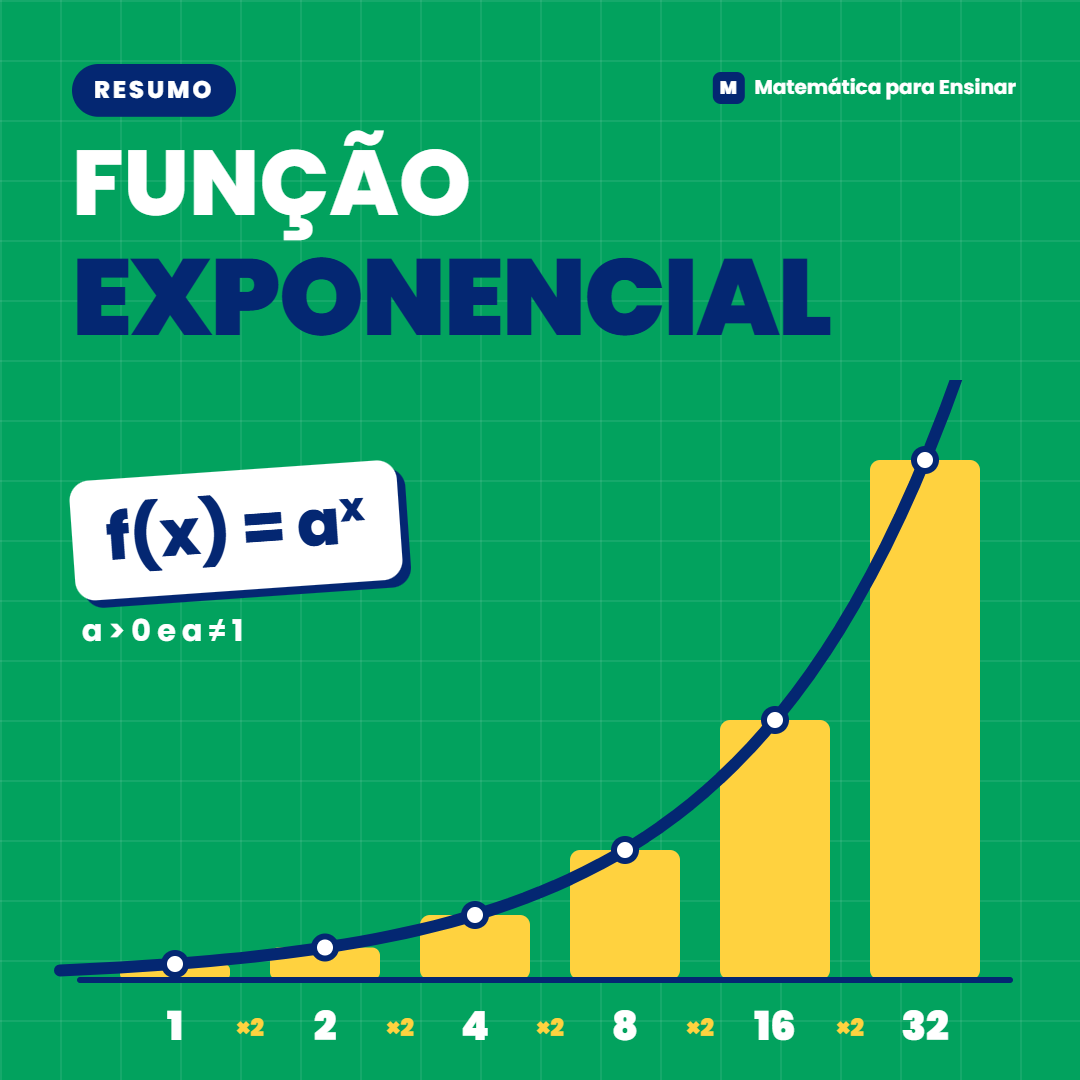 RESUMO
M Matemática para Ensinar
FUNÇÃO
EXPONENCIAL
f(x) = aˣ
a > 0 e a ≠ 1
1 ×2 2 ×2 4 ×2 8 ×2 16 ×2 32